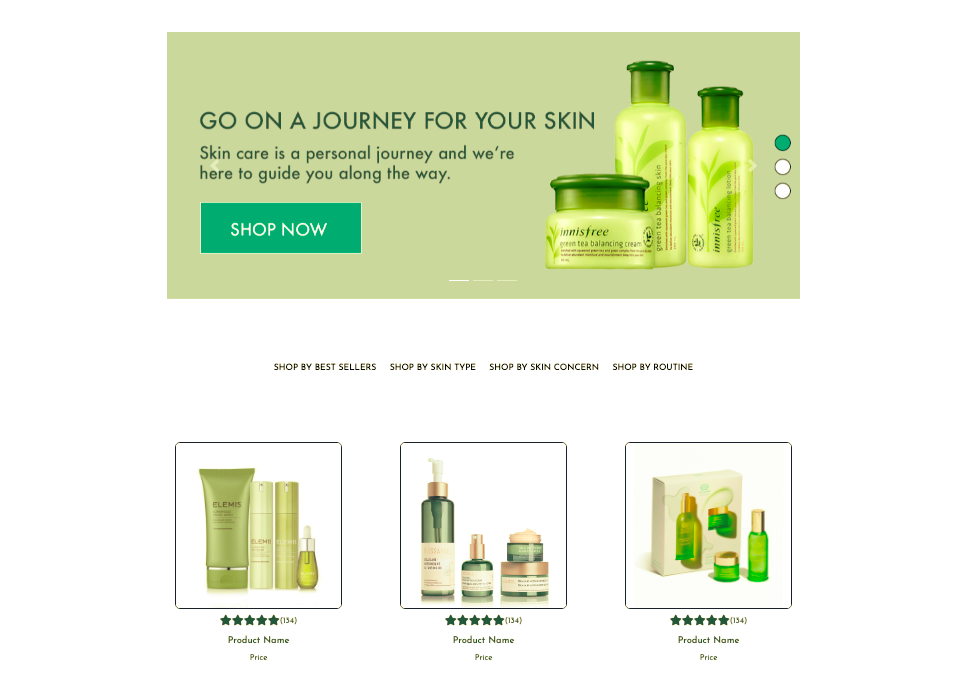 GO ON A JOURNEY FOR YOUR SKIN
Skin care is a personal journey and we're
here to guide you along the way.
SHOP NOW
innisfree
green tea balancing cream
green tea balancing skin
innisfree
green tea balancing lotion
SHOP BY BEST SELLERS SHOP BY SKIN TYPE SHOP BY SKIN CONCERN SHOP BY ROUTINE
ELEMIS
ELEMIS
ELEMIS
(134) (134) (134)
Product Name Product Name Product Name
Price Price Price